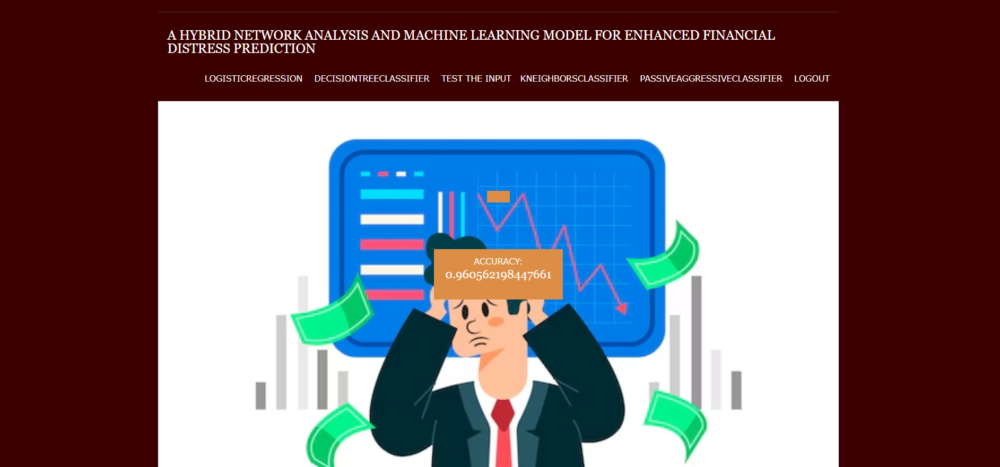 A HYBRID NETWORK ANALYSIS AND MACHINE LEARNING MODEL FOR ENHANCED FINANCIAL
DISTRESS PREDICTION
LOGISTICREGRESSION DECISIONTREECLASSIFIER TEST THE INPUT KNEIGHBORSCLASSIFIER PASSIVEAGGRESSIVECLASSIFIER LOGOUT
ACCURACY:
0.960562198447661